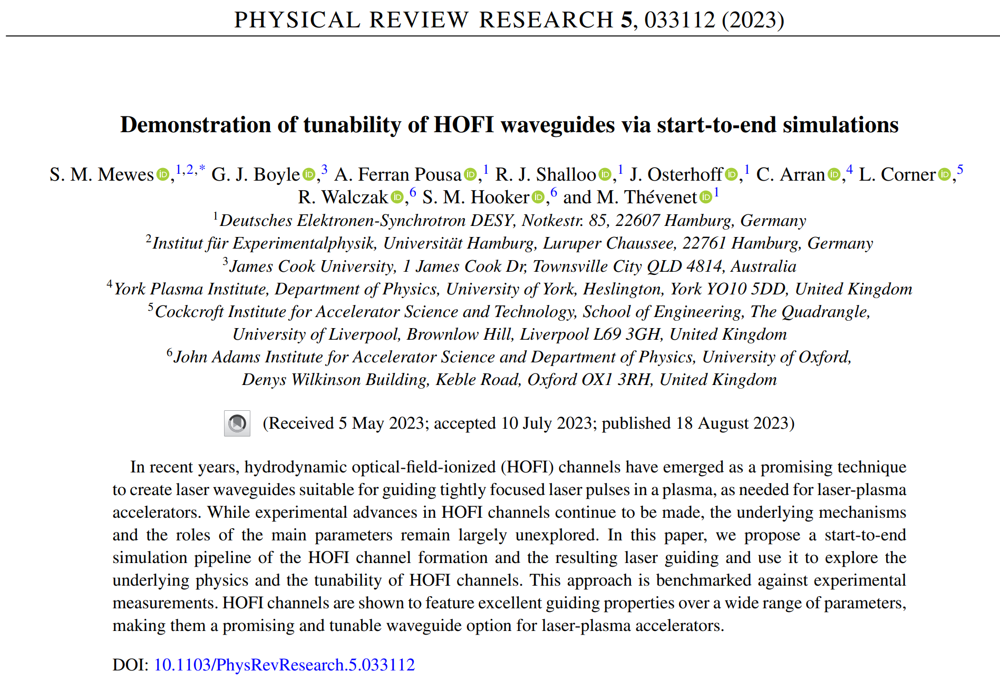 PHYSICAL REVIEW RESEARCH 5, 033112 (2023)
Demonstration of tunability of HOFI waveguides via start-to-end simulations
S. M. Mewes iD,1,2,* G. J. Boyle iD,3 A. Ferran Pousa iD,1 R. J. Shalloo iD,1 J. Osterhoff iD,1 C. Arran iD,4 L. Corner iD,5
R. Walczak iD,6 S. M. Hooker iD,6 and M. Thévenet iD1
1Deutsches Elektronen-Synchrotron DESY, Notkestr. 85, 22607 Hamburg, Germany
2Institut für Experimentalphysik, Universität Hamburg, Luruper Chaussee, 22761 Hamburg, Germany
3James Cook University, 1 James Cook Dr, Townsville City QLD 4814, Australia
4York Plasma Institute, Department of Physics, University of York, Heslington, York YO10 5DD, United Kingdom
5Cockcroft Institute for Accelerator Science and Technology, School of Engineering, The Quadrangle,
University of Liverpool, Brownlow Hill, Liverpool L69 3GH, United Kingdom
6John Adams Institute for Accelerator Science and Department of Physics, University of Oxford,
Denys Wilkinson Building, Keble Road, Oxford OX1 3RH, United Kingdom
(Received 5 May 2023; accepted 10 July 2023; published 18 August 2023)
In recent years, hydrodynamic optical-field-ionized (HOFI) channels have emerged as a promising technique
to create laser waveguides suitable for guiding tightly focused laser pulses in a plasma, as needed for laser-plasma
accelerators. While experimental advances in HOFI channels continue to be made, the underlying mechanisms
and the roles of the main parameters remain largely unexplored. In this paper, we propose a start-to-end
simulation pipeline of the HOFI channel formation and the resulting laser guiding and use it to explore the
underlying physics and the tunability of HOFI channels. This approach is benchmarked against experimental
measurements. HOFI channels are shown to feature excellent guiding properties over a wide range of parameters,
making them a promising and tunable waveguide option for laser-plasma accelerators.
DOI: 10.1103/PhysRevResearch.5.033112